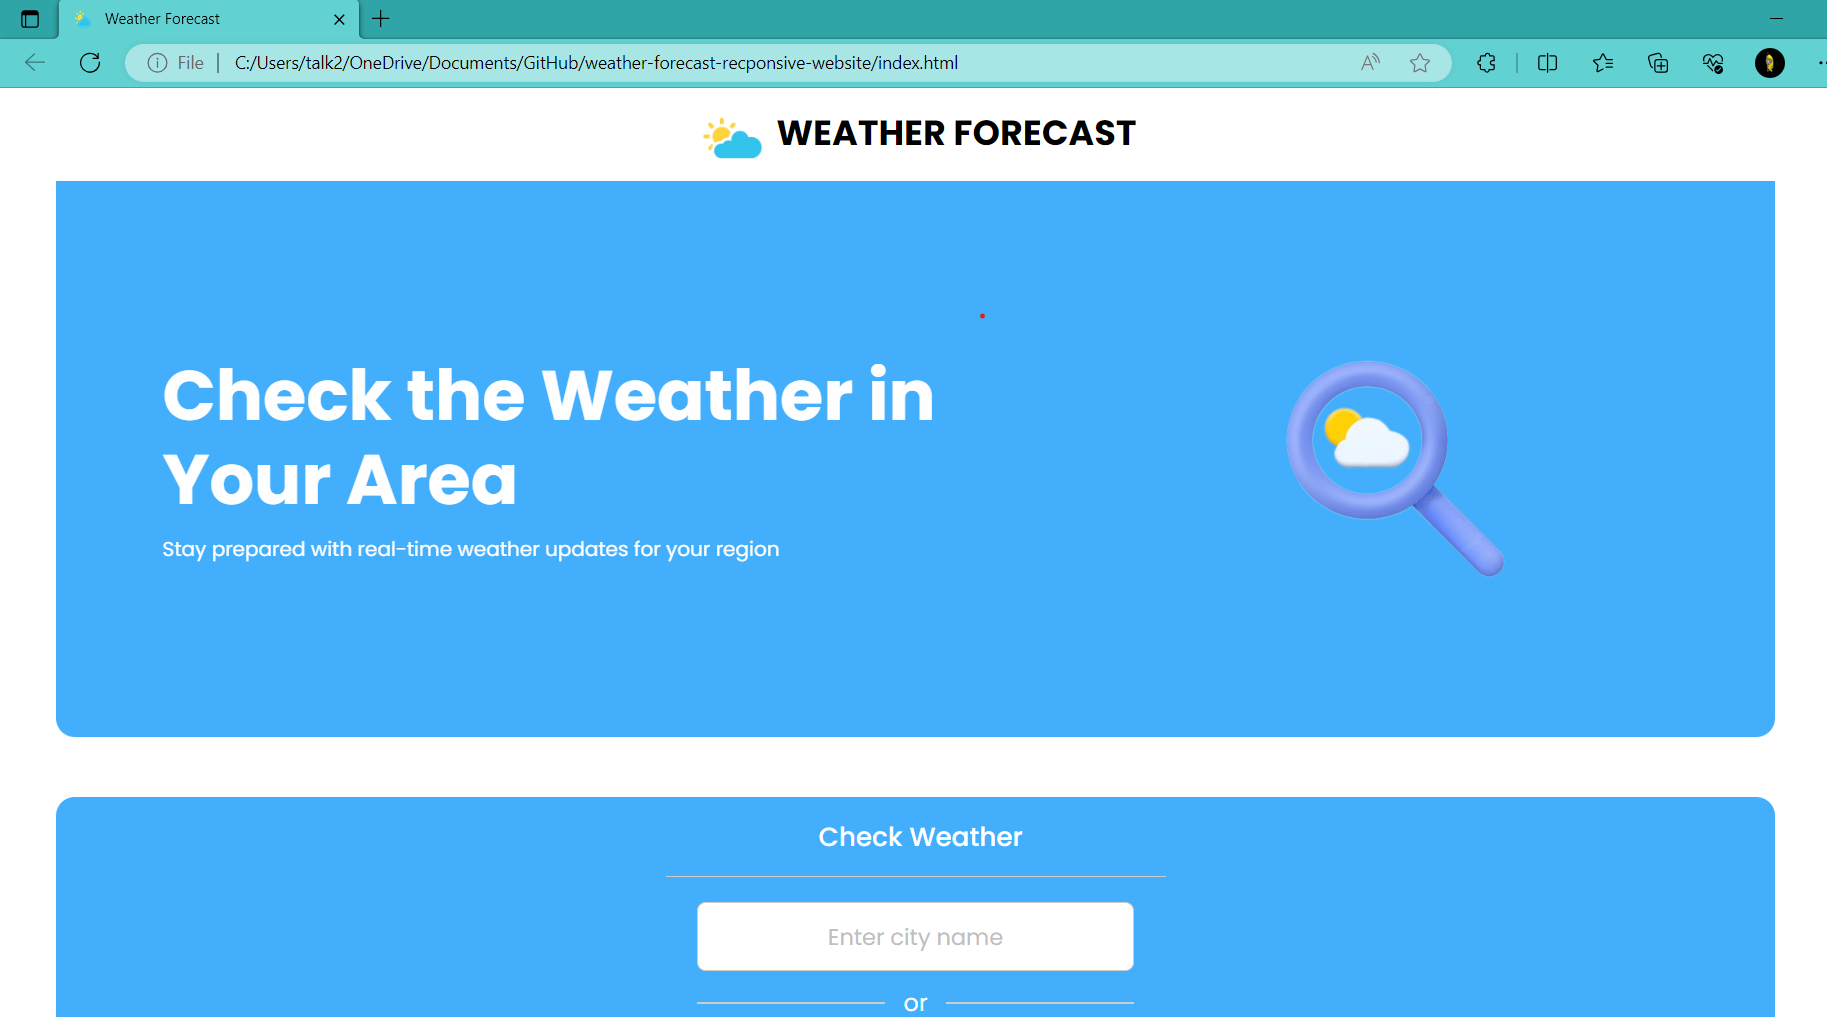 Weather Forecast
File
C:/Users/talk2/OneDrive/Documents/GitHub/weather-forecast-recponsive-website/index.html
WEATHER FORECAST
Check the Weather in
Your Area
Stay prepared with real-time weather updates for your region
Check Weather
Enter city name
or